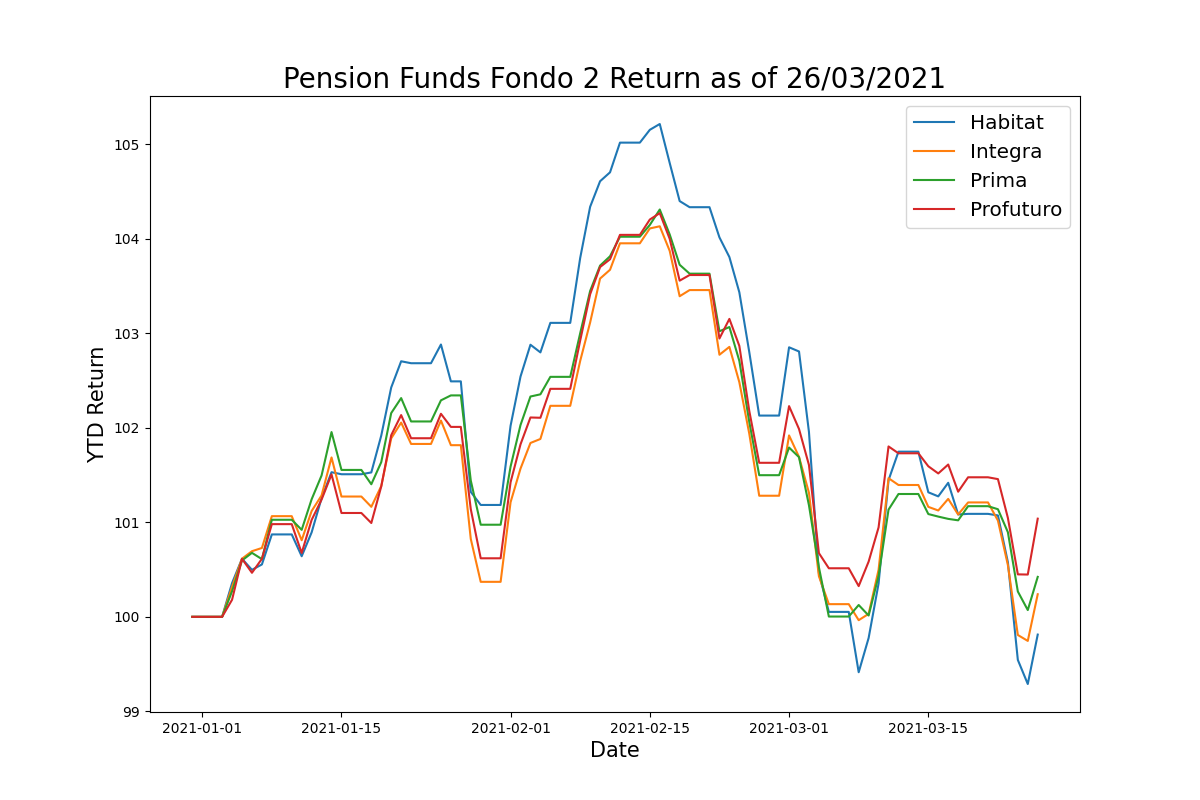 Pension Funds Fondo 2 Return as of 26/03/2021
Habitat
Integra
Prima
Profuturo
YTD Return
105
104
103
102
101
100
99
2021-01-01 2021-01-15 2021-02-01 2021-02-15 2021-03-01 2021-03-15
Date